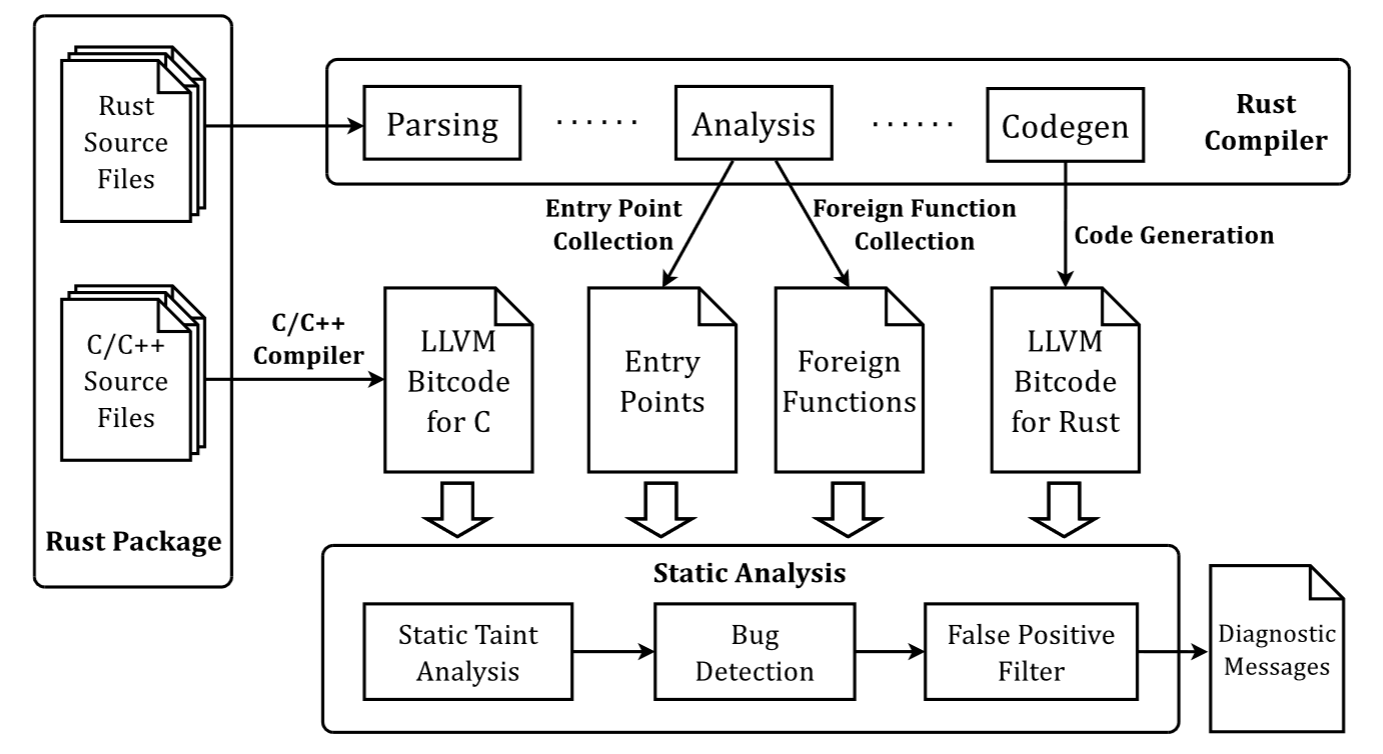 Rust
Source
Files
C/C++
Source
Files
Rust Package
Parsing
. . . . . .
Analysis
. . . . . .
Codegen
Rust
Compiler
Entry Point
Collection
Foreign Function
Collection
Code Generation
C/C++
Compiler
LLVM
Bitcode
for C
Entry
Points
Foreign
Functions
LLVM
Bitcode
for Rust
Static Analysis
Static Taint
Analysis
Bug
Detection
False Positive
Filter
Diagnostic
Messages